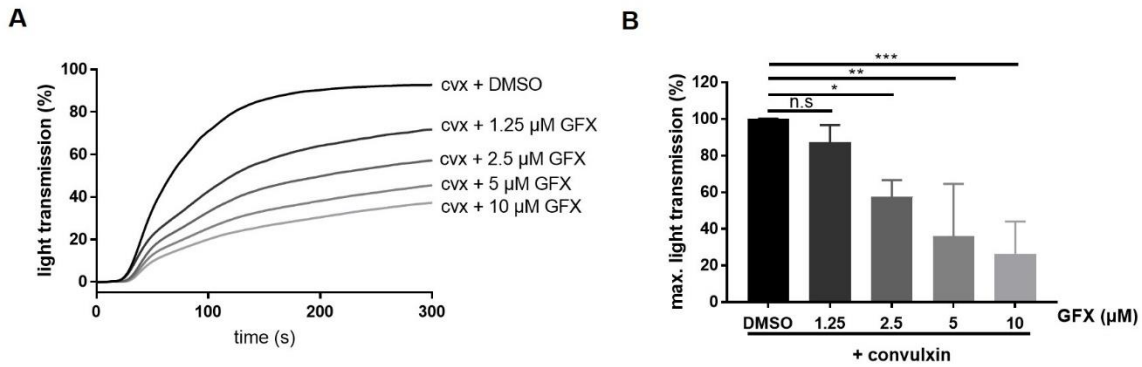 A
light transmission (%)
100
80
60
40
20
0
0
100
200
300
time (s)
cvx + DMSO
cvx + 1.25 µM GFX
cvx + 2.5 µM GFX
cvx + 5 µM GFX
cvx + 10 µM GFX
B
max. light transmission (%)
120
100
80
60
40
20
0
***
**
*
n.s
DMSO 1.25 2.5 5 10 GFX (µM)
+ convulxin